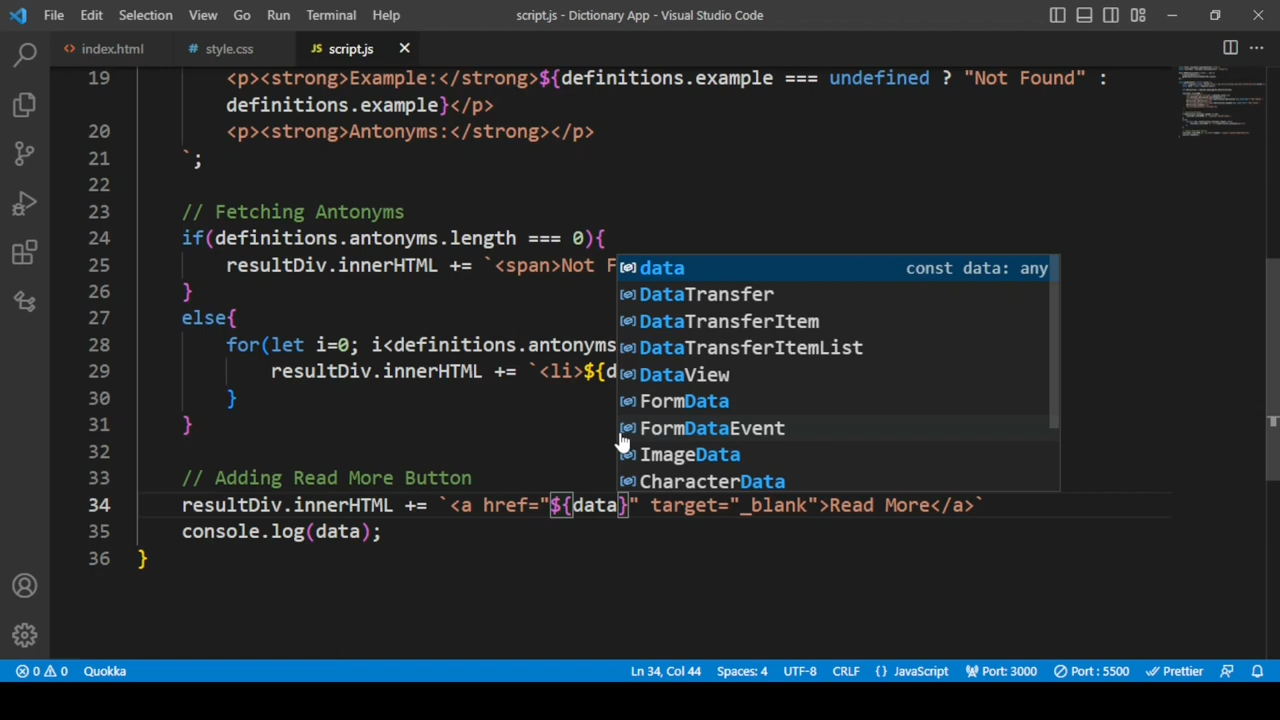 File Edit Selection View Go Run Terminal Help script.js - Dictionary App - Visual Studio Code
<> index.html # style.css JS script.js
19 <p><strong>Example:</strong>${definitions.example === undefined ? "Not Found" :
definitions.example}</p>
20 <p><strong>Antonyms:</strong></p>
21 `;
22
23 // Fetching Antonyms
24 if(definitions.antonyms.length === 0){
25 resultDiv.innerHTML += `<span>Not F
26 }
27 else{
28 for(let i=0; i<definitions.antonyms
29 resultDiv.innerHTML += `<li>${d
30 }
31 }
32
33 // Adding Read More Button
34 resultDiv.innerHTML += `<a href="${data}" target="_blank">Read More</a>`
35 console.log(data);
36 }
data const data: any
DataTransfer
DataTransferItem
DataTransferItemList
DataView
FormData
FormDataEvent
ImageData
CharacterData
0 0 Quokka Ln 34, Col 44 Spaces: 4 UTF-8 CRLF {} JavaScript Port: 3000 Port : 5500 Prettier